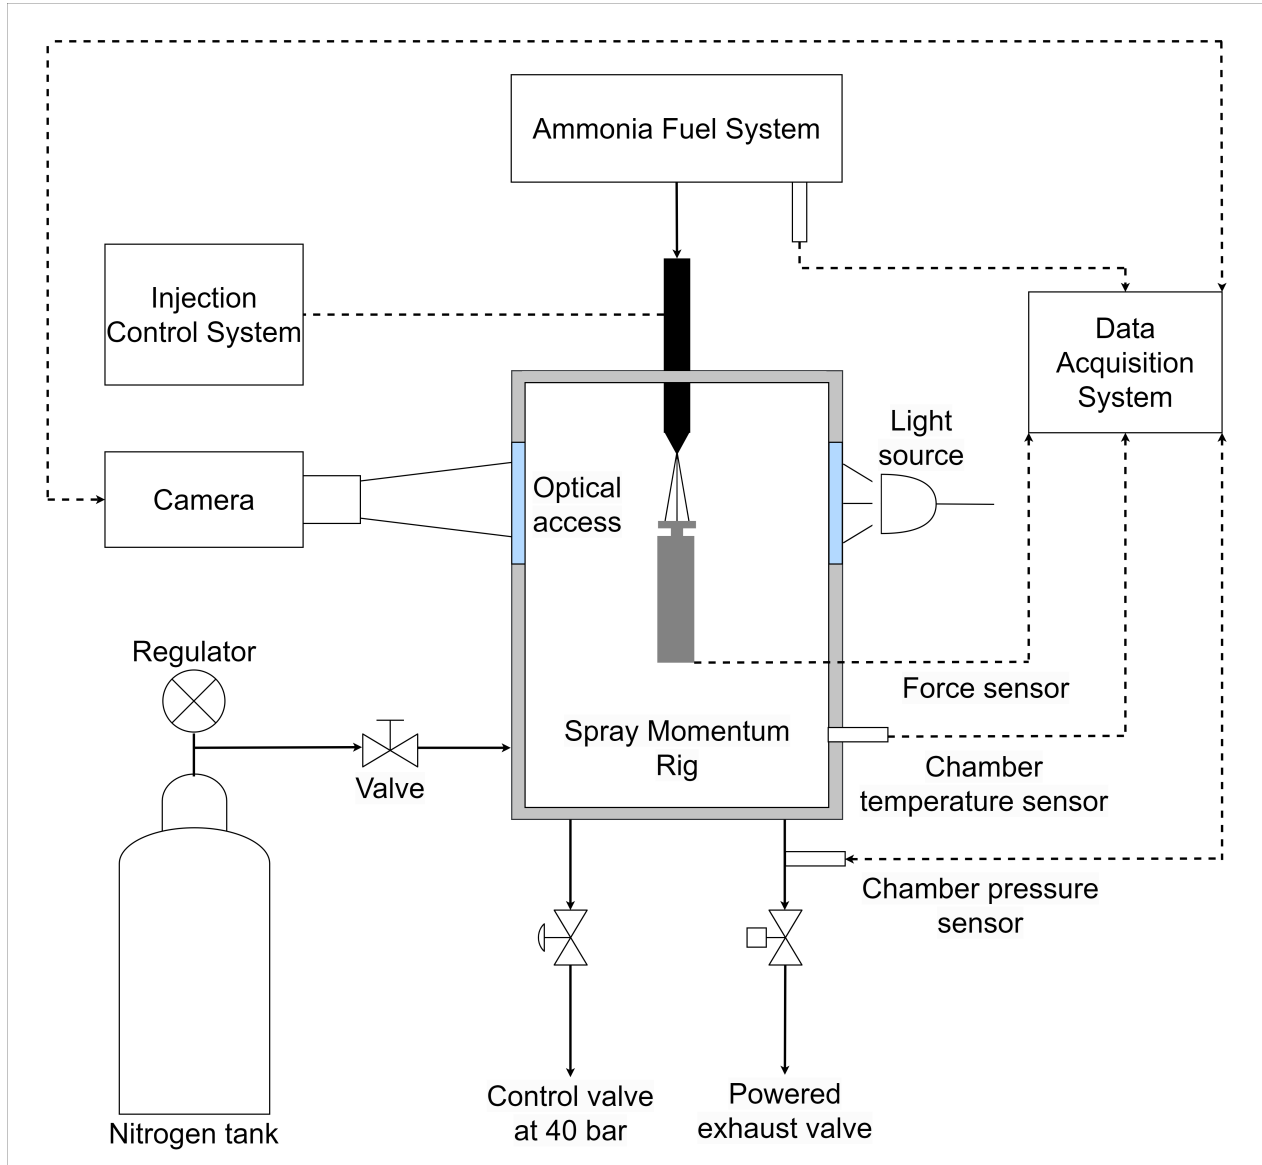 Ammonia Fuel System
Injection
Control System
Data
Acquisition
System
Light
source
Camera
Optical
access
Regulator
Force sensor
Spray Momentum
Rig
Valve
Chamber
temperature sensor
Chamber pressure
sensor
Control valve
at 40 bar
Powered
exhaust valve
Nitrogen tank